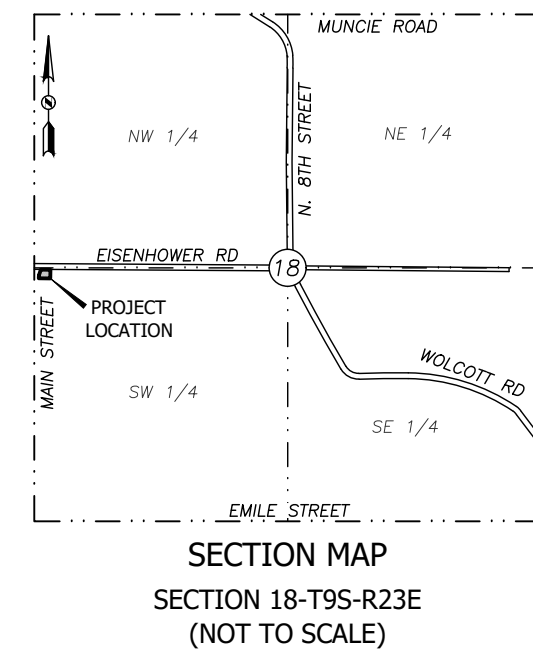 MUNCIE ROAD
NW 1/4
N. 8TH STREET
NE 1/4
EISENHOWER RD
18
PROJECT
LOCATION
MAIN STREET
SW 1/4
WOLCOTT RD
SE 1/4
EMILE STREET
SECTION MAP
SECTION 18-T9S-R23E
(NOT TO SCALE)